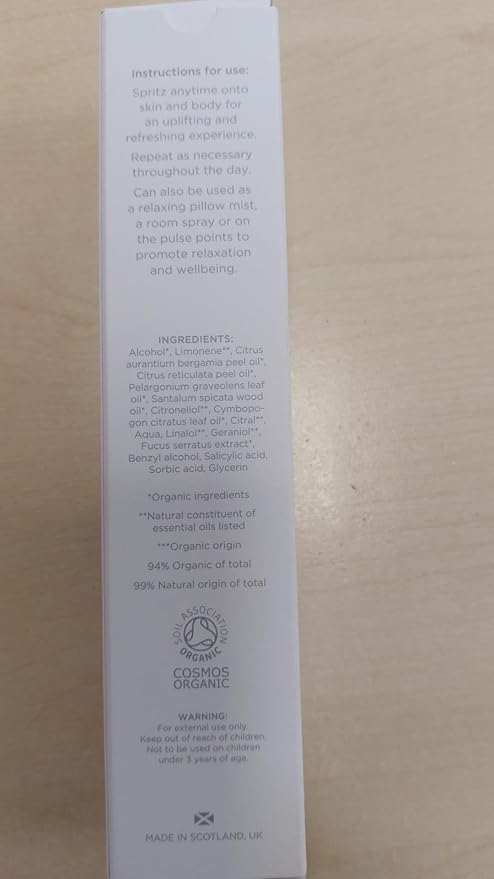 Instructions for use:
Spritz anytime onto
skin and body for
an uplifting and
refreshing experience.
Repeat as necessary
throughout the day.
Can also be used as
a relaxing pillow mist,
a room spray or on
the pulse points to
promote relaxation
and wellbeing.
INGREDIENTS:
Alcohol*, Limonene**, Citrus
aurantium bergamia peel oil*,
Citrus reticulata peel oil*,
Pelargonium graveolens leaf
oil*, Santalum spicata wood
oil*, Citronellol**, Cymbopo-
gon citratus leaf oil*, Citral**,
Aqua, Linalol**, Geraniol**,
Fucus serratus extract*,
Benzyl alcohol, Salicylic acid,
Sorbic acid, Glycerin
*Organic ingredients
**Natural constituent of
essential oils listed
***Organic origin
94% Organic of total
99% Natural origin of total
SOIL ASSOCIATION
ORGANIC
COSMOS
ORGANIC
WARNING:
For external use only.
Keep out of reach of children.
Not to be used on children
under 3 years of age.
MADE IN SCOTLAND, UK